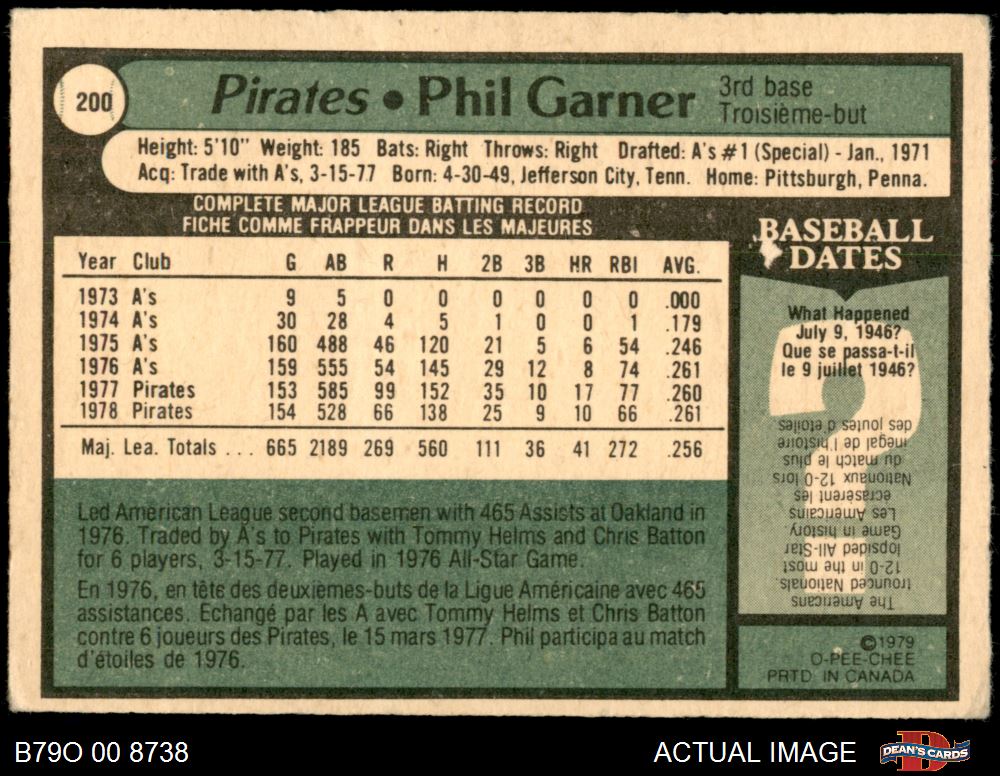 200
Pirates • Phil Garner
3rd base
Troisième-but
Height: 5'10" Weight: 185 Bats: Right Throws: Right Drafted: A's #1 (Special) - Jan., 1971
Acq: Trade with A's, 3-15-77 Born: 4-30-49, Jefferson City, Tenn. Home: Pittsburgh, Penna.
COMPLETE MAJOR LEAGUE BATTING RECORD
FICHE COMME FRAPPEUR DANS LES MAJEURES
Year Club G AB R H 2B 3B HR RBI AVG.
1973 A's 9 5 0 0 0 0 0 0 .000
1974 A's 30 28 4 5 1 0 0 1 .179
1975 A's 160 488 46 120 21 5 6 54 .246
1976 A's 159 555 54 145 29 12 8 74 .261
1977 Pirates 153 585 99 152 35 10 17 77 .260
1978 Pirates 154 528 66 138 25 9 10 66 .261
Maj. Lea. Totals ... 665 2189 269 560 111 36 41 272 .256
Led American League second basemen with 465 Assists at Oakland in
1976. Traded by A's to Pirates with Tommy Helms and Chris Batton
for 6 players, 3-15-77. Played in 1976 All-Star Game.
En 1976, en tête des deuxièmes-buts de la Ligue Américaine avec 465
assistances. Echangé par les A avec Tommy Helms et Chris Batton
contre 6 joueurs des Pirates, le 15 mars 1977. Phil participa au match
d'étoiles de 1976.
BASEBALL
DATES
What Happened
July 9, 1946?
Que se passa-t-il
le 9 juillet 1946?
The Americans
trounced Nationals
12-0 in the most
lopsided All-Star
Game in history.
Les Américains
écrasèrent les
Nationaux 12-0 lors
du match le plus
inégal de l'histoire
des joutes d'étoiles
©1979
O-PEE-CHEE
PRTD IN CANADA
B79O 00 8738
ACTUAL IMAGE
DEAN'S CARDS